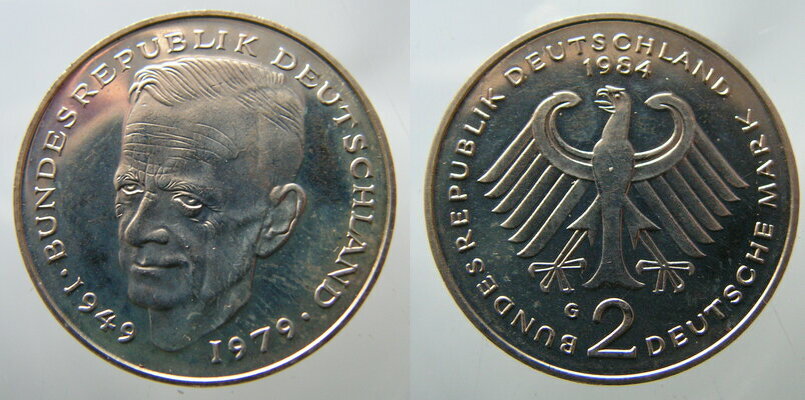 BUNDESREPUBLIK DEUTSCHLAND
· 1949 1979 ·
BUNDESREPUBLIK DEUTSCHLAND
1984
G
2
DEUTSCHE MARK